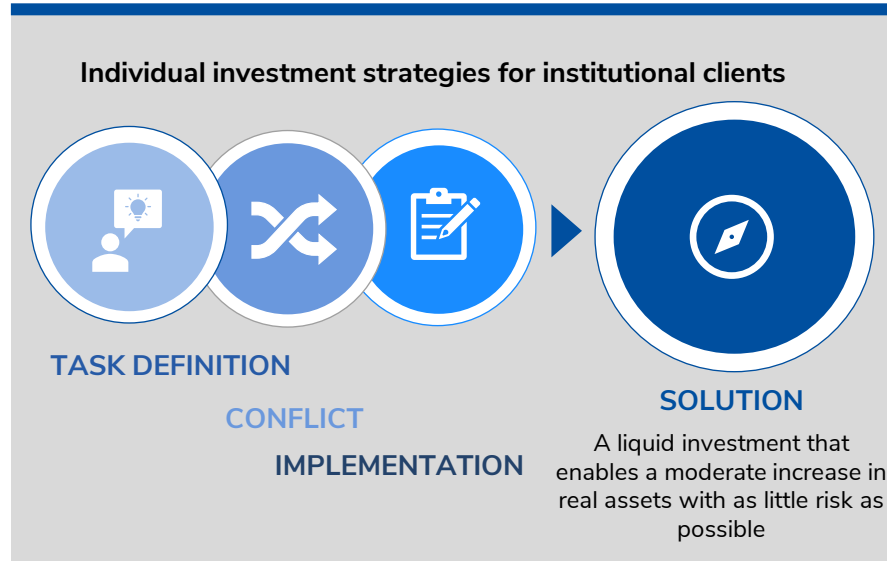 Individual investment strategies for institutional clients
TASK DEFINITION
CONFLICT
IMPLEMENTATION
SOLUTION
A liquid investment that
enables a moderate increase in
real assets with as little risk as
possible